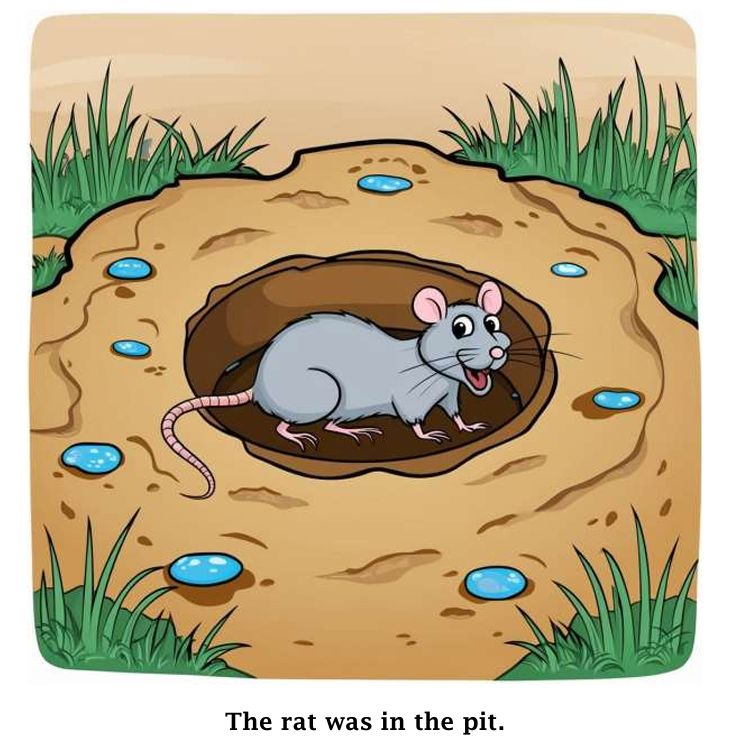 The rat was in the pit.